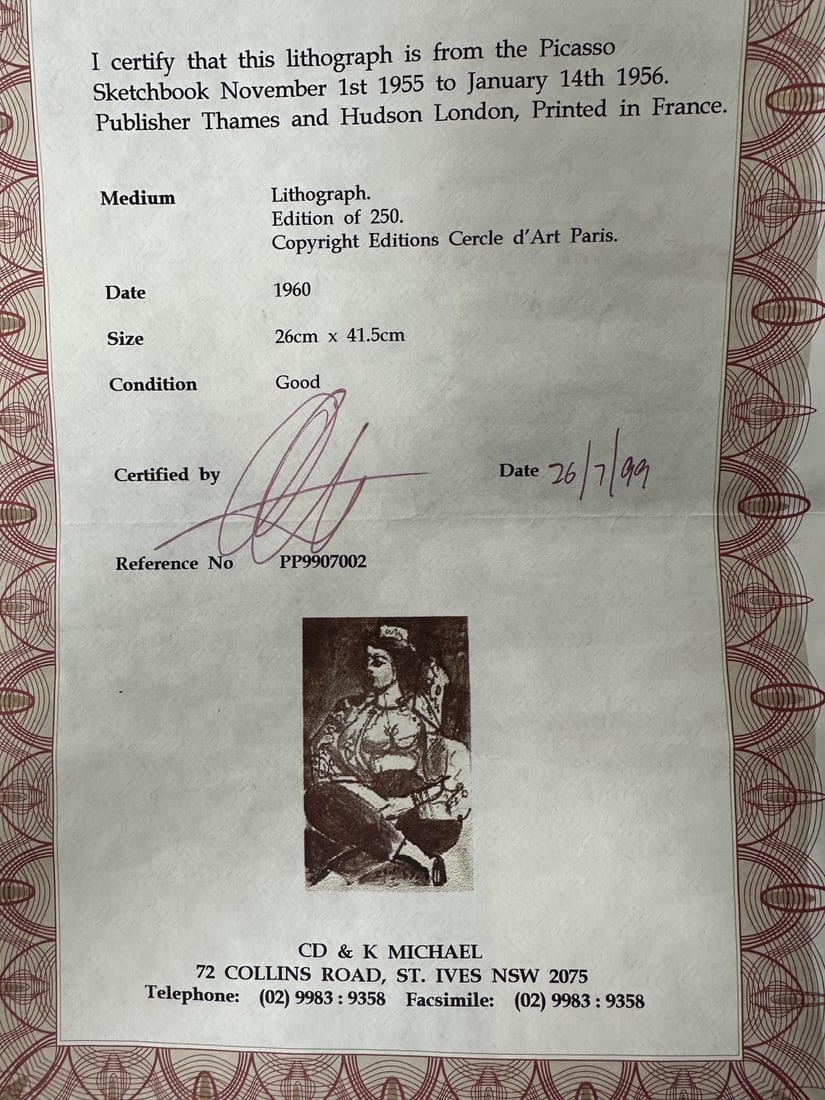 I certify that this lithograph is from the Picasso
Sketchbook November 1st 1955 to January 14th 1956.
Publisher Thames and Hudson London, Printed in France.
Medium Lithograph.
Edition of 250.
Copyright Editions Cercle d'Art Paris.
Date 1960
Size 26cm x 41.5cm
Condition Good
Certified by Date 26/7/99
Reference No PP9907002
CD & K MICHAEL
72 COLLINS ROAD, ST. IVES NSW 2075
Telephone: (02) 9983 : 9358 Facsimile: (02) 9983 : 9358